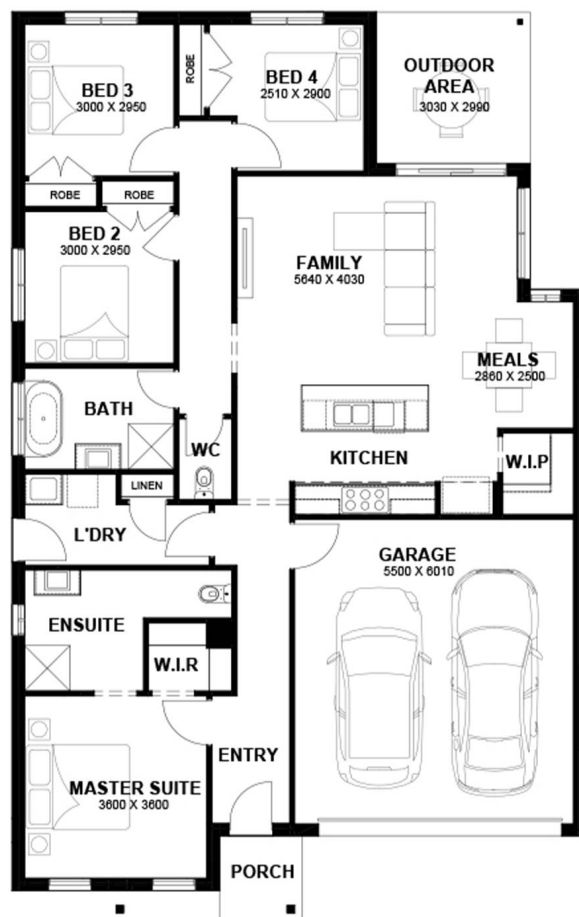 BED 3
3000 X 2950
ROBE
BED 4
2510 X 2900
OUTDOOR
AREA
3030 X 2990
ROBE
ROBE
BED 2
3000 X 2950
FAMILY
5640 X 4030
MEALS
2860 X 2500
BATH
WC
KITCHEN
W.I.P
LINEN
L'DRY
GARAGE
5500 X 6010
ENSUITE
W.I.R
MASTER SUITE
3600 X 3600
ENTRY
PORCH